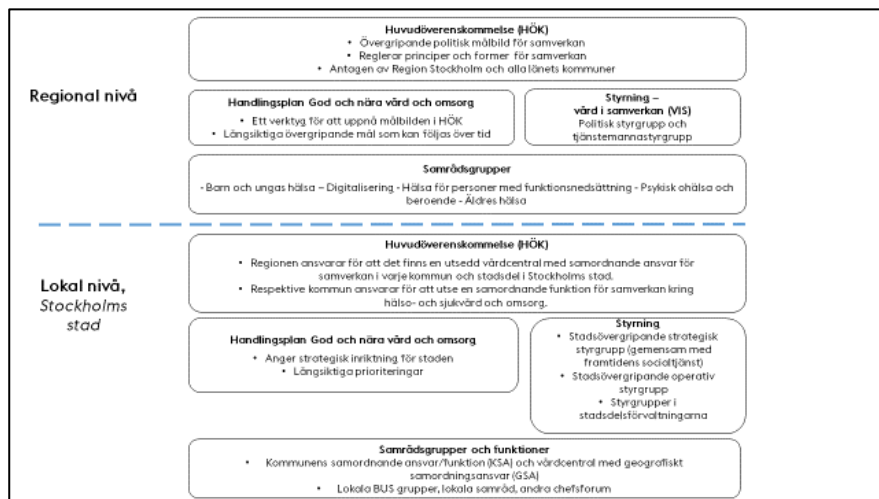 Huvudöverenskommelse (HÖK)
• Övergripande politisk målbild för samverkan
• Reglerar principer och former för samverkan
• Antagen av Region Stockholm och alla länets kommuner
Regional nivå
Handlingsplan God och nära vård och omsorg
• Ett verktyg för att uppnå målbilden i HÖK
• Långsiktiga övergripande mål som kan följas över tid
Styrning –
vård i samverkan (VIS)
Politisk styrgrupp och
tjänstemannastyrgrupp
Samrådsgrupper
- Barn och ungas hälsa – Digitalisering - Hälsa för personer med funktionsnedsättning - Psykisk ohälsa och
beroende - Äldres hälsa
Lokal nivå,
Stockholms
stad
Huvudöverenskommelse (HÖK)
• Regionen ansvarar för att det finns en utsedd vårdcentral med samordnande ansvar för
samverkan i varje kommun och stadsdel i Stockholms stad.
• Respektive kommun ansvarar för att utse en samordnande funktion för samverkan kring
hälso- och sjukvård och omsorg.
Handlingsplan God och nära vård och omsorg
• Anger strategisk inriktning för staden
• Långsiktiga prioriteringar
Styrning
• Stadsövergripande strategisk
styrgrupp (gemensam med
framtidens socialtjänst)
• Stadsövergripande operativ
styrgrupp
• Styrgrupper i
stadsdelsförvaltningarna
Samrådsgrupper och funktioner
• Kommunens samordnande ansvar/funktion (KSA) och vårdcentral med geografiskt
samordningsansvar (GSA)
• Lokala BUS grupper, lokala samråd, andra chefsforum